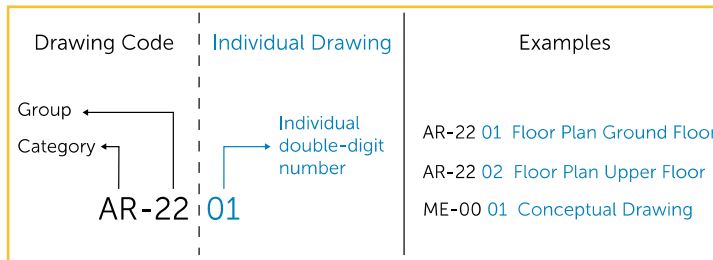 Drawing Code
Individual Drawing
Examples
Group
Category
AR-22 01
Individual
double-digit
number
AR-22 01 Floor Plan Ground Floor
AR-22 02 Floor Plan Upper Floor
ME-00 01 Conceptual Drawing